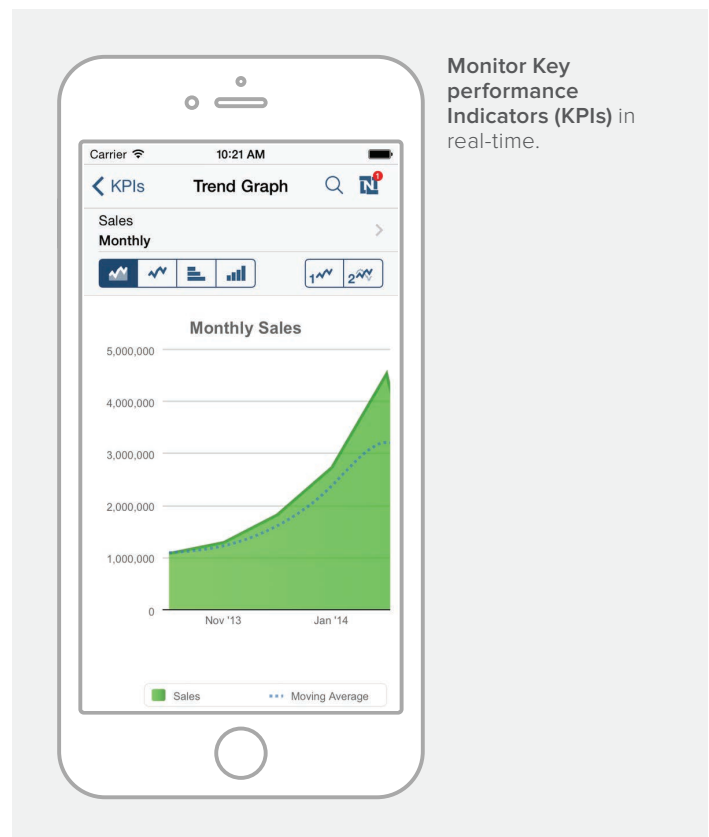 Monitor Key
performance
Indicators (KPIs) in
real-time.
Carrier 10:21 AM
KPIs Trend Graph N 1
Sales
Monthly
1 2
Monthly Sales
5,000,000
4,000,000
3,000,000
2,000,000
1,000,000
0
Nov '13 Jan '14
Sales Moving Average